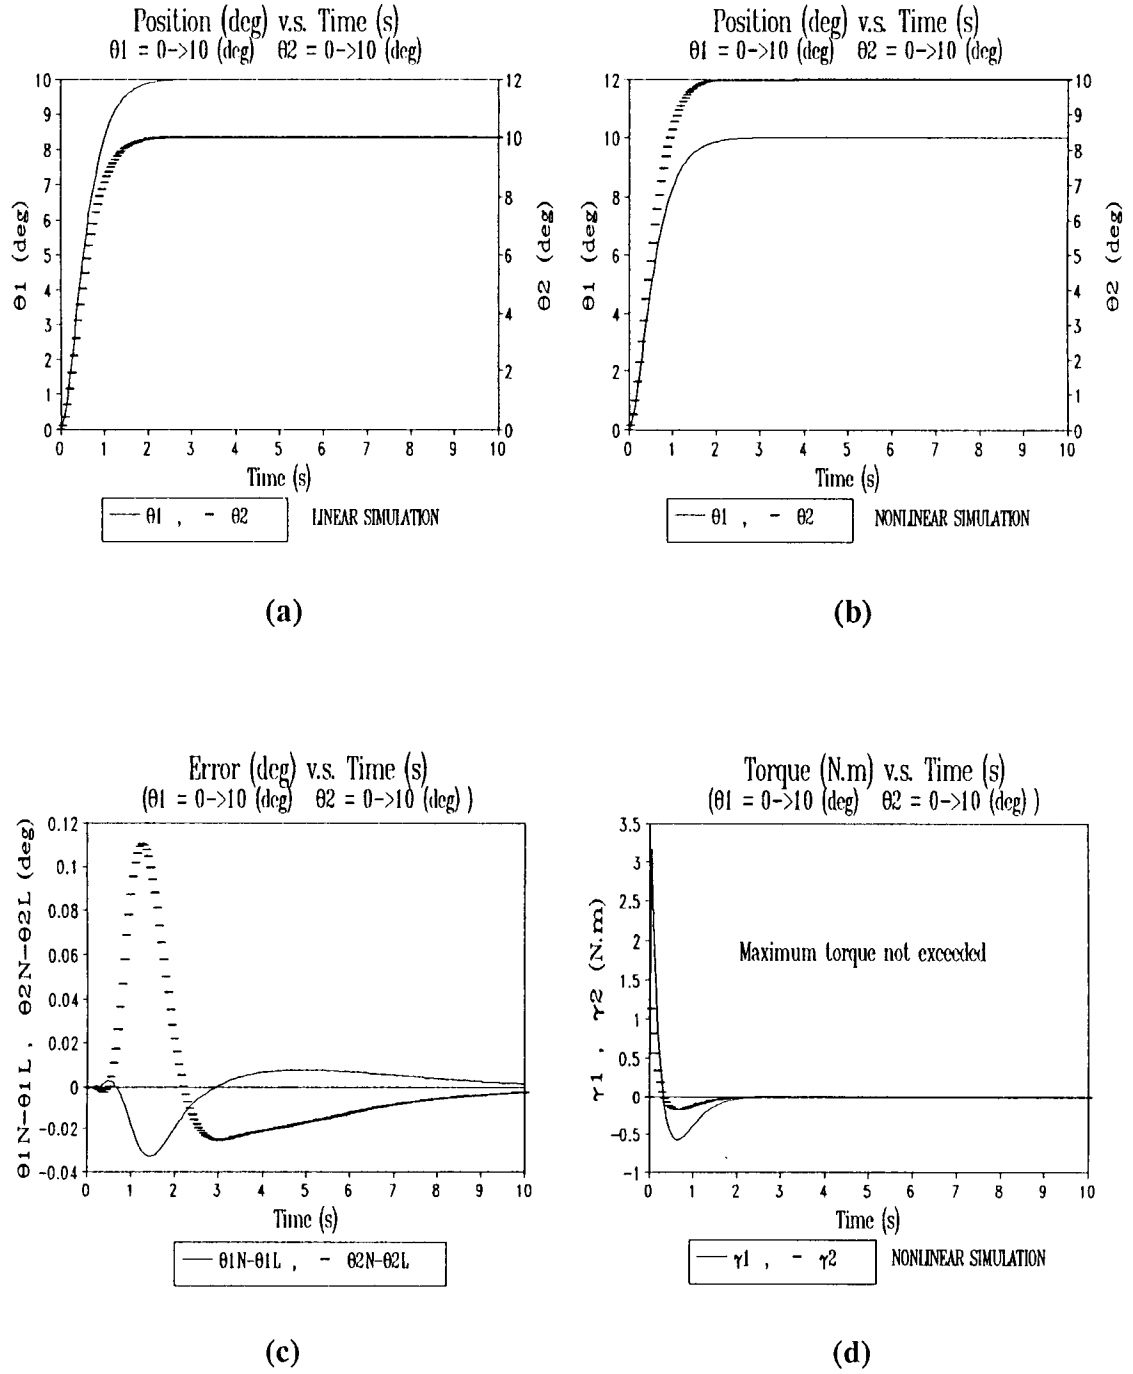 Position (deg) v.s. Time (s)
θ1 = 0->10 (deg) θ2 = 0->10 (deg)
10
9
8
7
6
5
4
3
2
1
0
θ1 (deg)
12
10
8
6
4
2
0
θ2 (deg)
0 1 2 3 4 5 6 7 8 9 10
Time (s)
θ1 , - θ2
LINEAR SIMULATION
(a)
Position (deg) v.s. Time (s)
θ1 = 0->10 (deg) θ2 = 0->10 (deg)
12
10
8
6
4
2
0
θ1 (deg)
10
9
8
7
6
5
4
3
2
1
0
θ2 (deg)
0 1 2 3 4 5 6 7 8 9 10
Time (s)
θ1 , - θ2
NONLINEAR SIMULATION
(b)
Error (deg) v.s. Time (s)
(θ1 = 0->10 (deg) θ2 = 0->10 (deg) )
0.12
0.1
0.08
0.06
0.04
0.02
0
-0.02
-0.04
θ1N-θ1L , θ2N-θ2L (deg)
0 1 2 3 4 5 6 7 8 9 10
Time (s)
θ1N-θ1L , - θ2N-θ2L
(c)
Torque (N.m) v.s. Time (s)
(θ1 = 0->10 (deg) θ2 = 0->10 (deg) )
3.5
3
2.5
2
1.5
1
0.5
0
-0.5
-1
γ1 , γ2 (N.m)
Maximum torque not exceeded
0 1 2 3 4 5 6 7 8 9 10
Time (s)
γ1 , - γ2
NONLINEAR SIMULATION
(d)